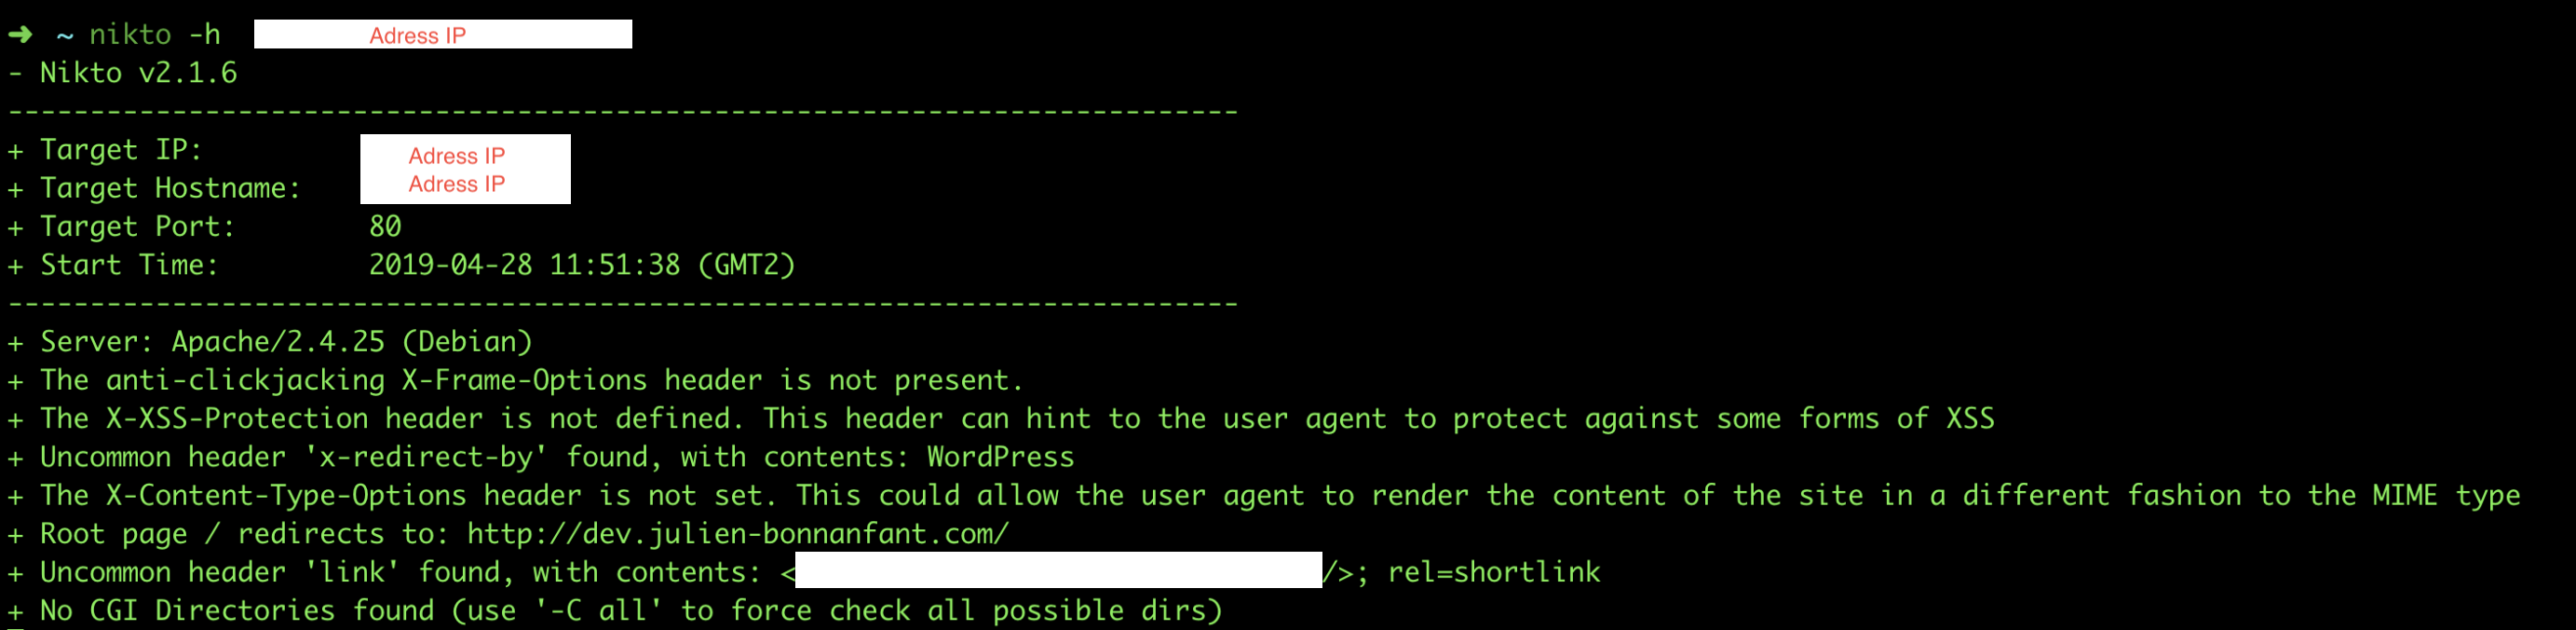 ➜ ~ nikto -h Adress IP
- Nikto v2.1.6
---------------------------------------------------------------------------
+ Target IP: Adress IP
+ Target Hostname: Adress IP
+ Target Port: 80
+ Start Time: 2019-04-28 11:51:38 (GMT2)
---------------------------------------------------------------------------
+ Server: Apache/2.4.25 (Debian)
+ The anti-clickjacking X-Frame-Options header is not present.
+ The X-XSS-Protection header is not defined. This header can hint to the user agent to protect against some forms of XSS
+ Uncommon header 'x-redirect-by' found, with contents: WordPress
+ The X-Content-Type-Options header is not set. This could allow the user agent to render the content of the site in a different fashion to the MIME type
+ Root page / redirects to: http://dev.julien-bonnanfant.com/
+ Uncommon header 'link' found, with contents: </>; rel=shortlink
+ No CGI Directories found (use '-C all' to force check all possible dirs)